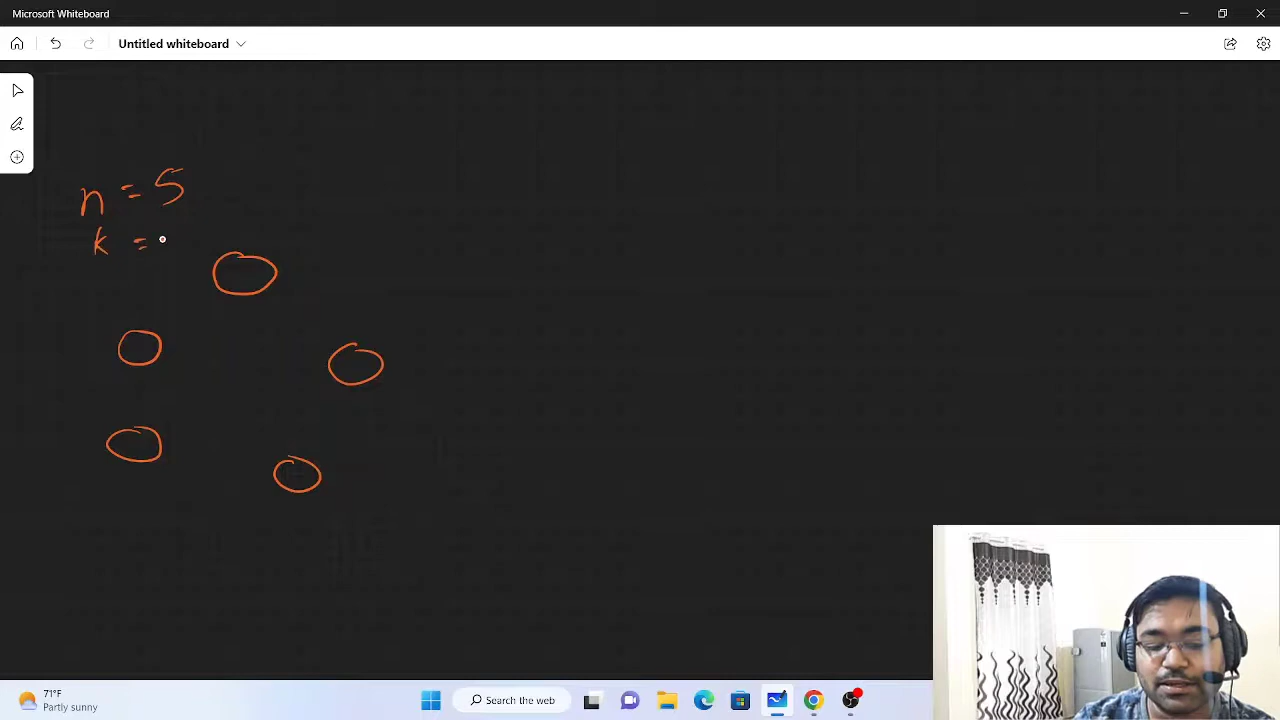 Microsoft Whiteboard
Untitled whiteboard
n = 5
k =
71°F
Partly Sunny
Search the web